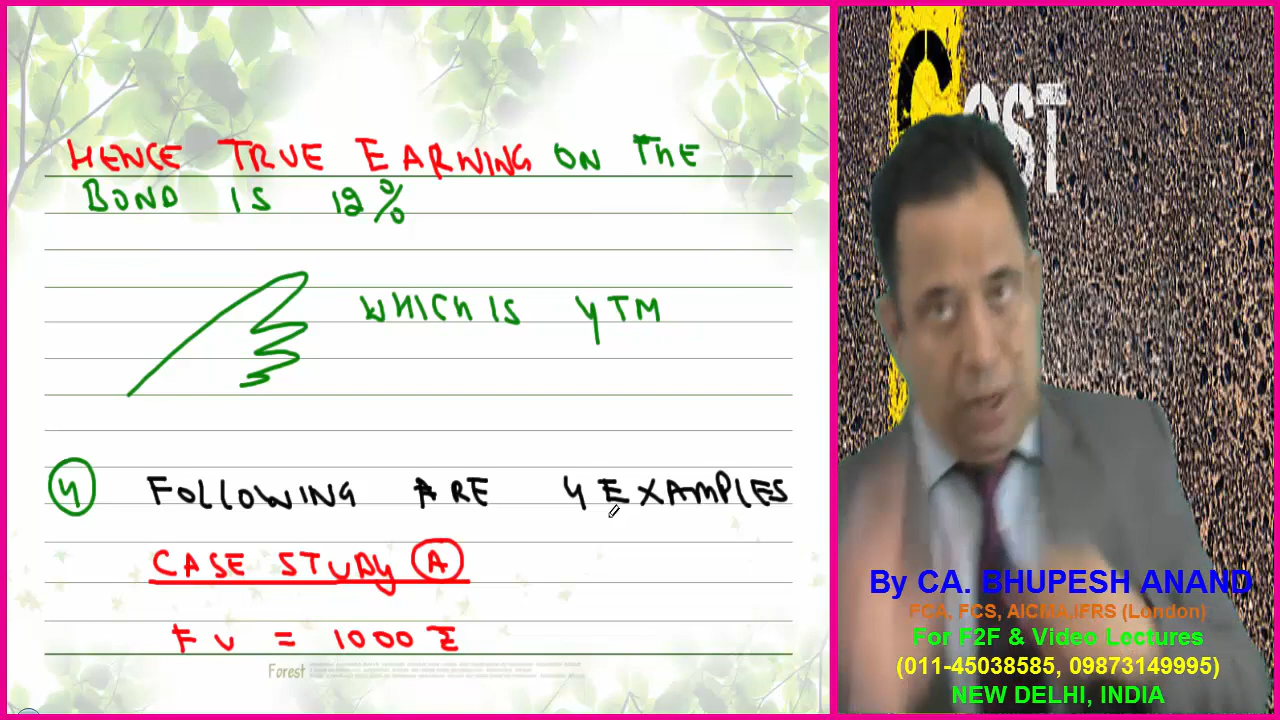 HENCE TRUE EARNING ON THE
BOND IS 12%
WHICH IS YTM
4 FOLLOWING ARE 4 EXAMPLES
CASE STUDY A
FV = 1000 ₹
Forest
COST
By CA. BHUPESH ANAND
FCA, FCS, AICMA,IFRS (London)
For F2F & Video Lectures
(011-45038585, 09873149995)
NEW DELHI, INDIA